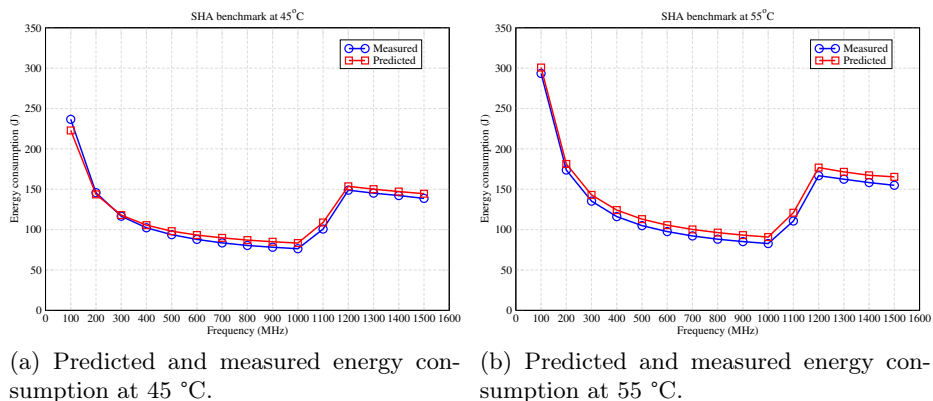 SHA benchmark at 45°C
350
300
250
200
150
100
50
0
Energy consumption (J)
Measured
Predicted
0 100 200 300 400 500 600 700 800 900 1000 1100 1200 1300 1400 1500 1600
Frequency (MHz)
SHA benchmark at 55°C
350
300
250
200
150
100
50
0
Energy consumption (J)
Measured
Predicted
0 100 200 300 400 500 600 700 800 900 1000 1100 1200 1300 1400 1500 1600
Frequency (MHz)
(a) Predicted and measured energy con-
sumption at 45 °C.
(b) Predicted and measured energy con-
sumption at 55 °C.